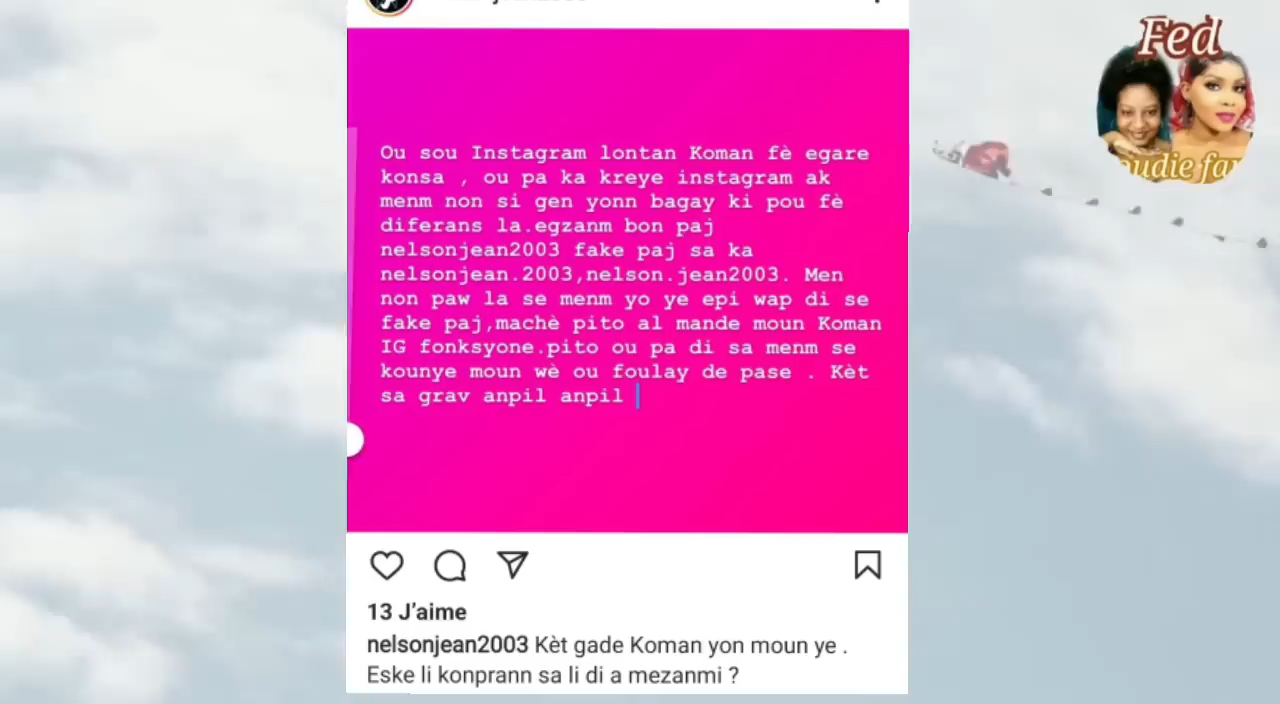 Fed
Ou sou Instagram lontan Koman fè egare
konsa , ou pa ka kreye instagram ak
menm non si gen yonn bagay ki pou fè
diferans la.egzanm bon paj
nelsonjean2003 fake paj sa ka
nelsonjean.2003,nelson.jean2003. Men
non paw la se menm yo ye epi wap di se
fake paj,machè pito al mande moun Koman
IG fonksyone.pito ou pa di sa menm se
kounye moun wè ou foulay de pase . Kèt
sa grav anpil anpil
13 J’aime
nelsonjean2003 Kèt gade Koman yon moun ye .
Eske li konprann sa li di a mezanmi ?